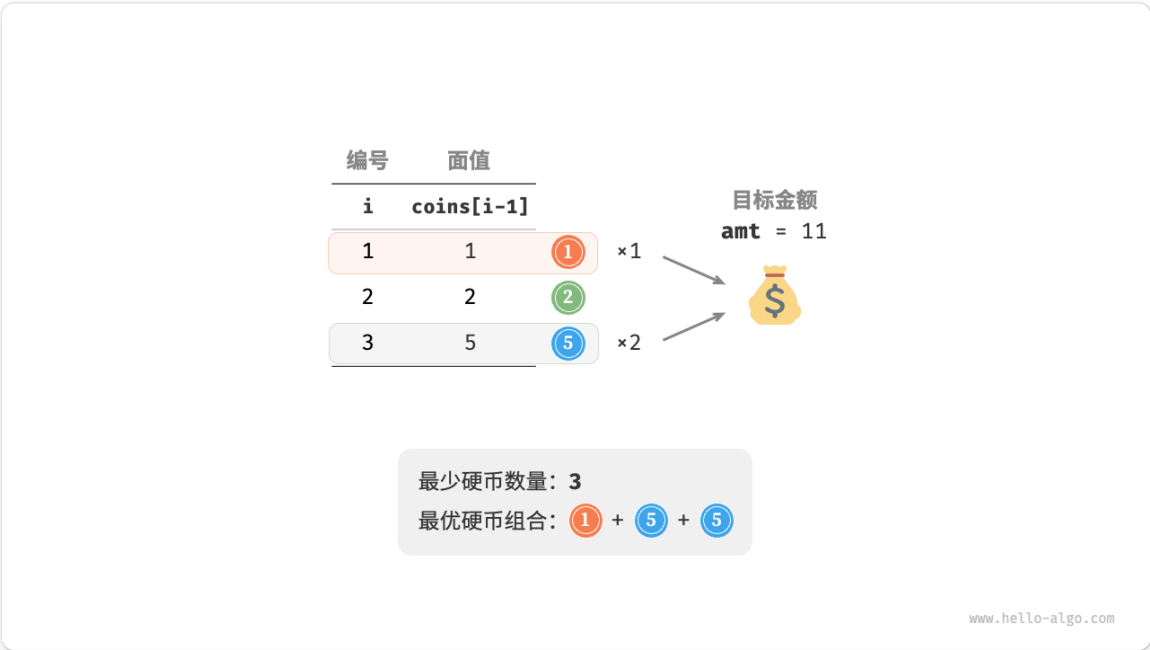 编号 面值
i coins[i-1]
1 1 1 ×1
2 2 2
3 5 5 ×2
目标金额
amt = 11
$
最少硬币数量：3
最优硬币组合：1 + 5 + 5
www.hello-algo.com